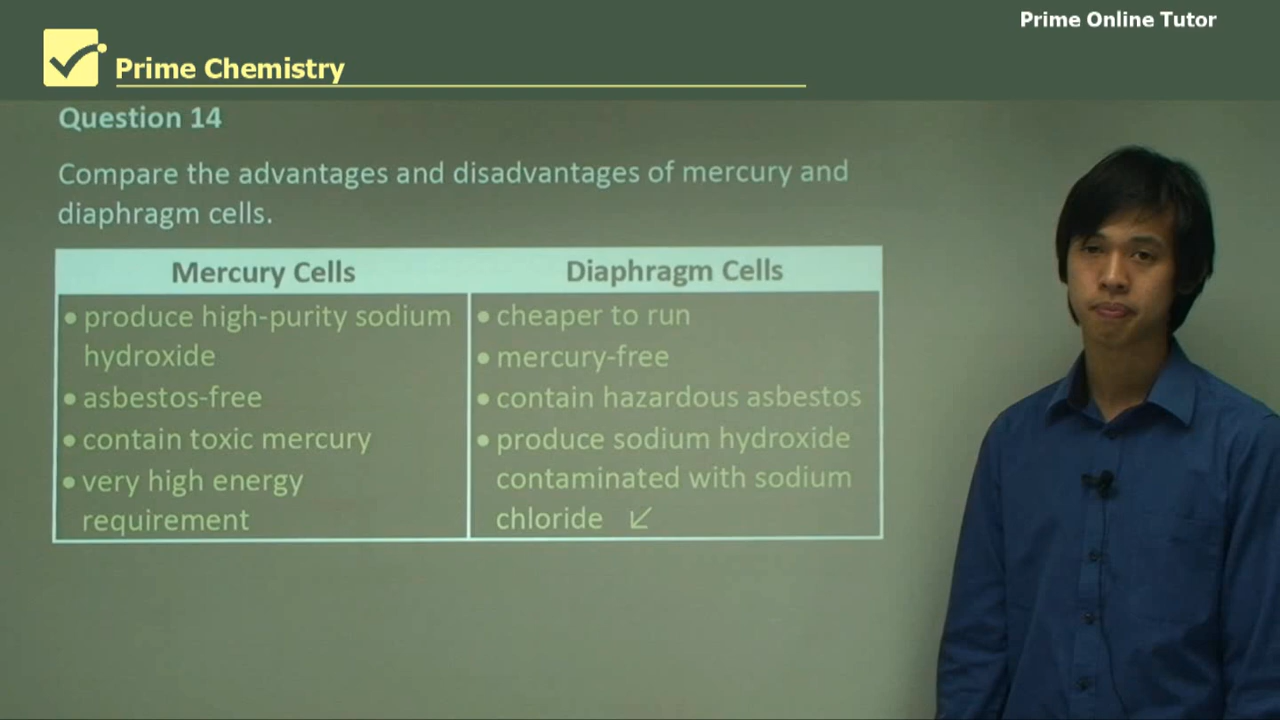 Prime Online Tutor
Prime Chemistry
Question 14
Compare the advantages and disadvantages of mercury and
diaphragm cells.
Mercury Cells
Diaphragm Cells
• produce high-purity sodium
hydroxide
• asbestos-free
• contain toxic mercury
• very high energy
requirement
• cheaper to run
• mercury-free
• contain hazardous asbestos
• produce sodium hydroxide
contaminated with sodium
chloride ↙